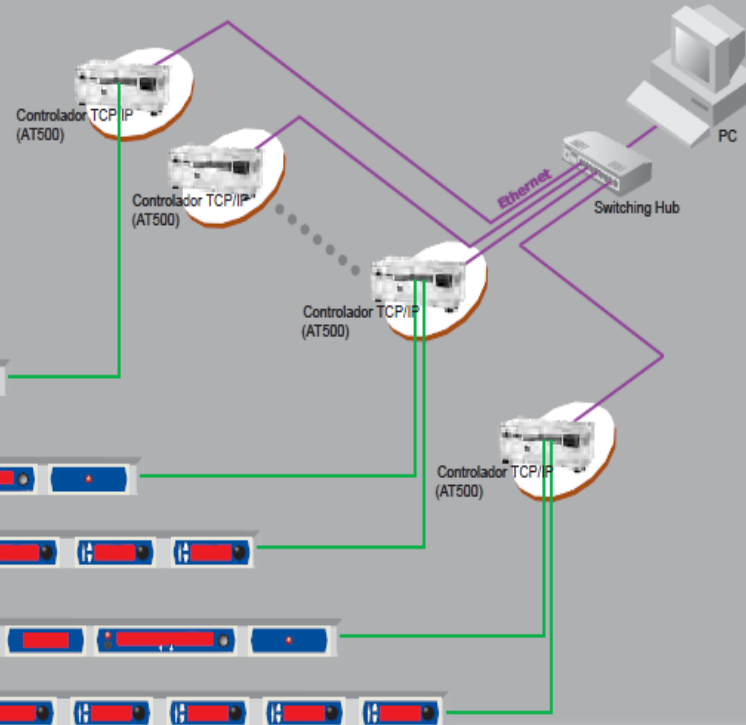 Controlador TCP/IP
(AT500)
PC
Controlador TCP/IP
(AT500)
Ethernet
Switching Hub
Controlador TCP/IP
(AT500)
Controlador TCP/IP
(AT500)